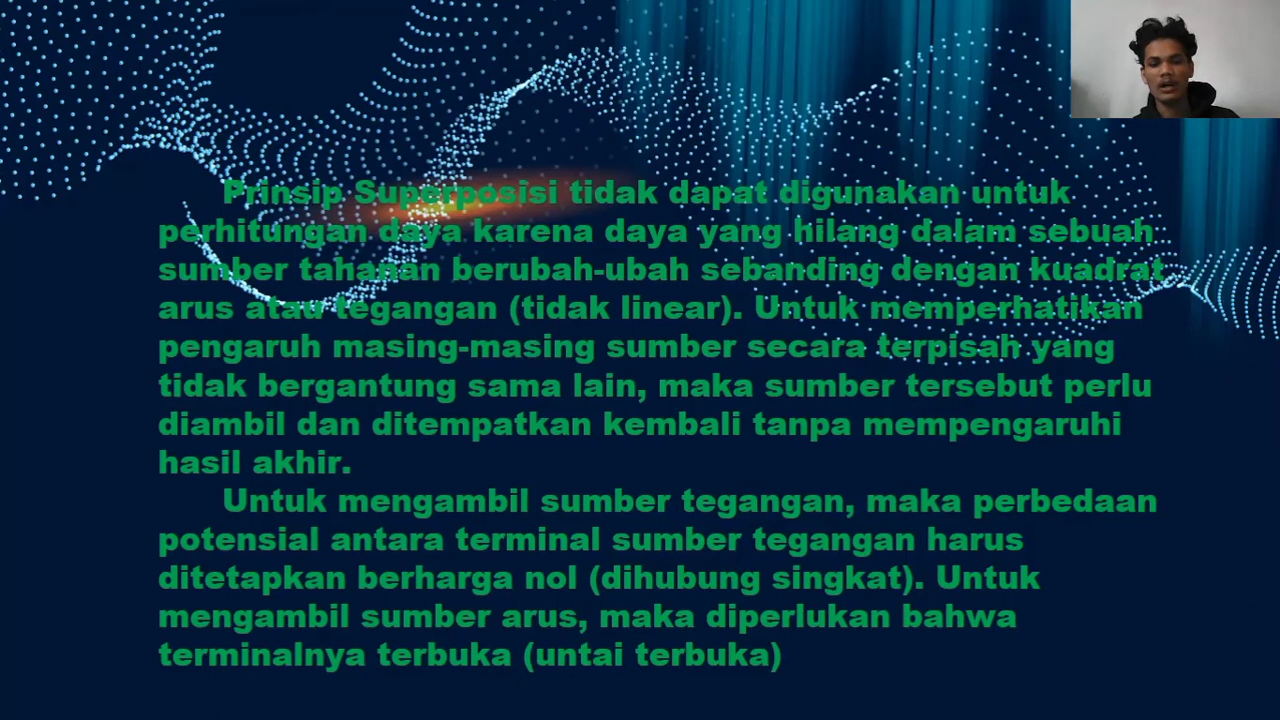 Prinsip Superposisi tidak dapat digunakan untuk
perhitungan daya karena daya yang hilang dalam sebuah
sumber tahanan berubah-ubah sebanding dengan kuadrat
arus atau tegangan (tidak linear). Untuk memperhatikan
pengaruh masing-masing sumber secara terpisah yang
tidak bergantung sama lain, maka sumber tersebut perlu
diambil dan ditempatkan kembali tanpa mempengaruhi
hasil akhir.
Untuk mengambil sumber tegangan, maka perbedaan
potensial antara terminal sumber tegangan harus
ditetapkan berharga nol (dihubung singkat). Untuk
mengambil sumber arus, maka diperlukan bahwa
terminalnya terbuka (untai terbuka)